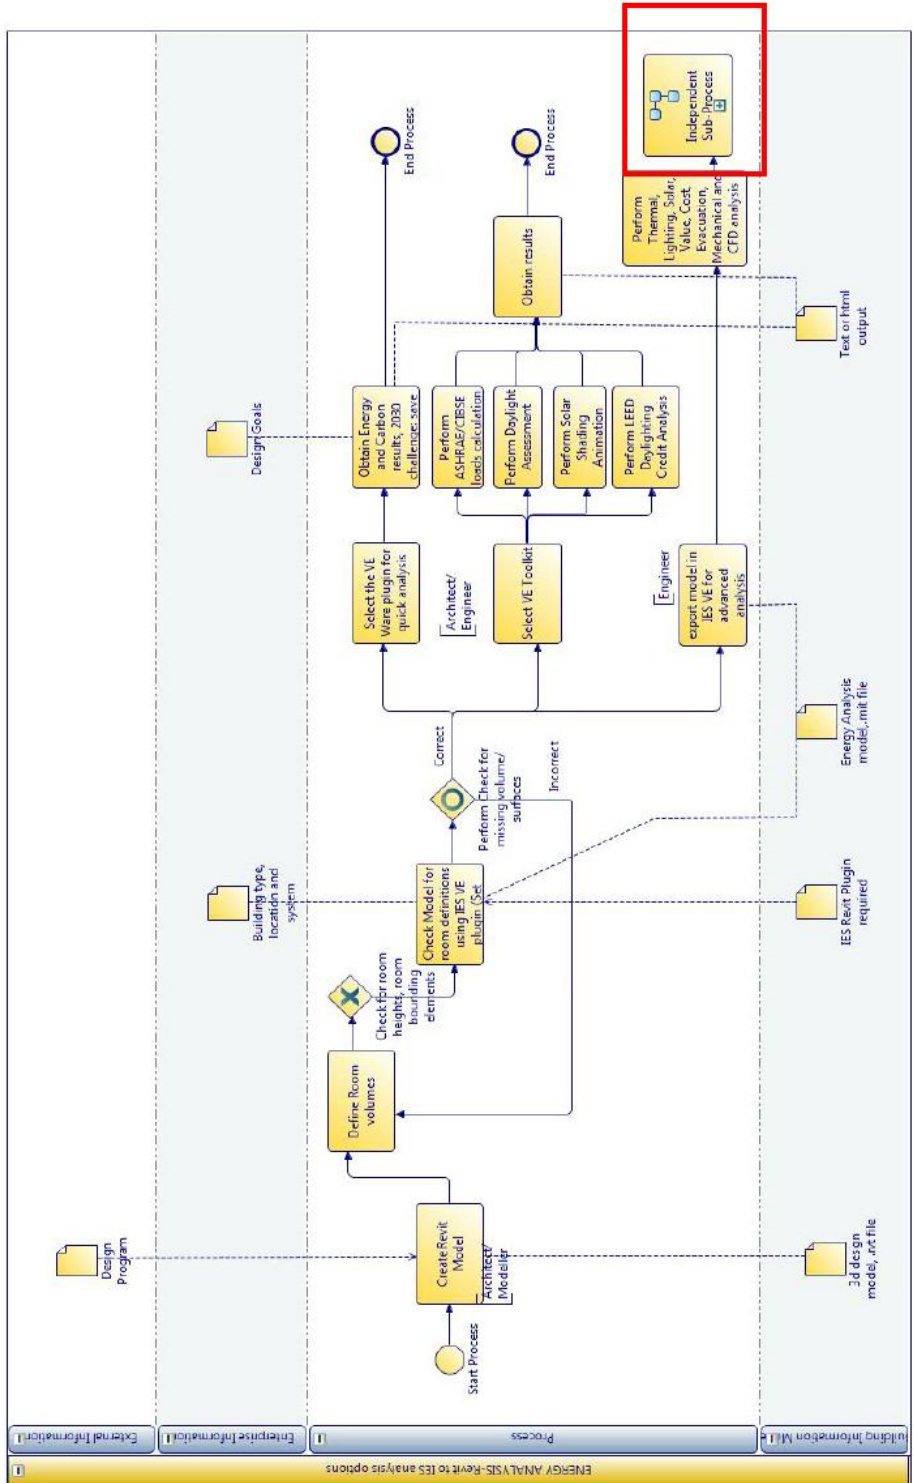 ENERGY ANALYSIS-Revit to IES analysis options
External Information
Enterprise Information
Process
Design
Program
Building type,
location and
system
Design Goals
Start Process
Create Revit
Model
Architect/
Modeller
Define Room
volumes
Check for room
heights, room
bounding
elements
Check Model for
room definitions
using IES VE
plugin (Set
Perform Check for
missing volume/
surfaces
Correct
Incorrect
Select the VE
Ware plugin for
quick analysis
Architect/
Engineer
Select VE Toolkit
Engineer
export model in
IES VE for
advanced
analysis
Obtain Energy
and Carbon
results, 2030
challenge; save
Perform
ASHRAE/CIBSE
loads calculation
Perform Daylight
Assessment
Perform Solar
Shading
Animation
Perform LEED
Daylighting
Credit Analysis
Obtain results
End Process
End Process
Perform
Thermal,
Lighting, Solar,
Value, Cost,
Evacuation,
Mechanical and
CFD analysis
Independent
Sub-Process
3d design
model, .rvt file
IES Revit Plugin
required
Energy Analysis
model, .mit file
Text or html
output
uilding Information M